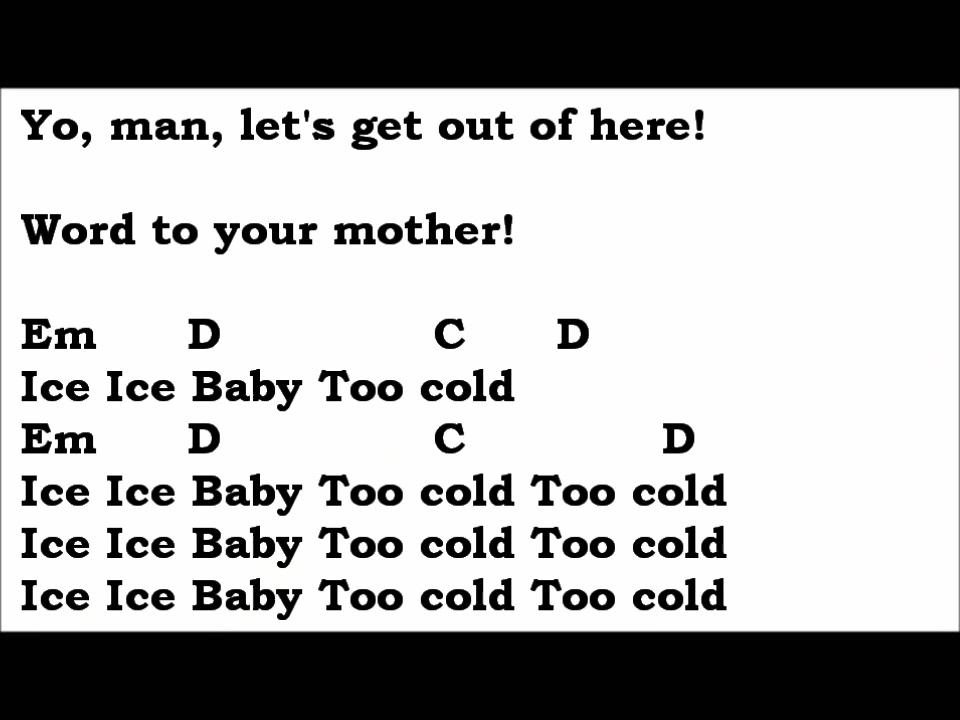 Yo, man, let's get out of here!
Word to your mother!
Em D C D
Ice Ice Baby Too cold
Em D C D
Ice Ice Baby Too cold Too cold
Ice Ice Baby Too cold Too cold
Ice Ice Baby Too cold Too cold